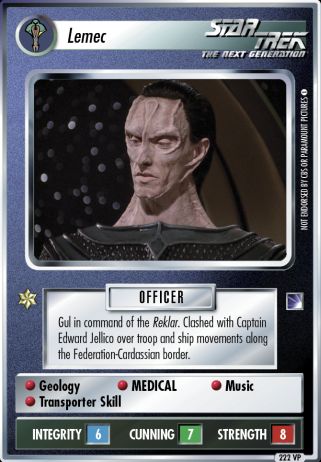 Lemec
STAR TREK
THE NEXT GENERATION
NOT ENDORSED BY CBS OR PARAMOUNT PICTURES
OFFICER
Gul in command of the Reklar. Clashed with Captain
Edward Jellico over troop and ship movements along
the Federation-Cardassian border.
Geology MEDICAL Music
Transporter Skill
INTEGRITY 6 CUNNING 7 STRENGTH 8
222 VP